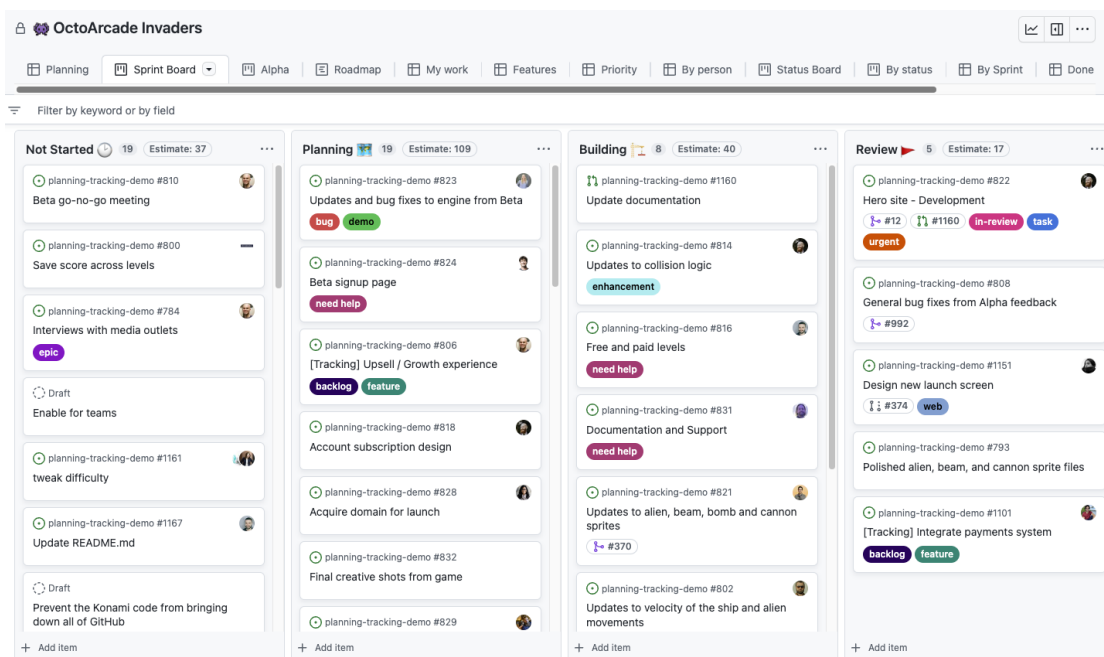 OctoArcade Invaders
Planning
Sprint Board
Alpha
Roadmap
My work
Features
Priority
By person
Status Board
By status
By Sprint
Done
Filter by keyword or by field
Not Started 19 Estimate: 37
planning-tracking-demo #810
Beta go-no-go meeting
planning-tracking-demo #800
Save score across levels
planning-tracking-demo #784
Interviews with media outlets
epic
Draft
Enable for teams
planning-tracking-demo #1161
tweak difficulty
planning-tracking-demo #1167
Update README.md
Draft
Prevent the Konami code from bringing
down all of GitHub
+ Add item
Planning 19 Estimate: 109
planning-tracking-demo #823
Updates and bug fixes to engine from Beta
bug demo
planning-tracking-demo #824
Beta signup page
need help
planning-tracking-demo #806
[Tracking] Upsell / Growth experience
backlog feature
planning-tracking-demo #818
Account subscription design
planning-tracking-demo #828
Acquire domain for launch
planning-tracking-demo #832
Final creative shots from game
planning-tracking-demo #829
+ Add item
Building 8 Estimate: 40
planning-tracking-demo #1160
Update documentation
planning-tracking-demo #814
Updates to collision logic
enhancement
planning-tracking-demo #816
Free and paid levels
need help
planning-tracking-demo #831
Documentation and Support
need help
planning-tracking-demo #821
Updates to alien, beam, bomb and cannon
sprites
#370
planning-tracking-demo #802
Updates to velocity of the ship and alien
movements
+ Add item
Review 5 Estimate: 17
planning-tracking-demo #822
Hero site - Development
#12 #1160 in-review task
urgent
planning-tracking-demo #808
General bug fixes from Alpha feedback
#992
planning-tracking-demo #1151
Design new launch screen
#374 web
planning-tracking-demo #793
Polished alien, beam, and cannon sprite files
planning-tracking-demo #1101
[Tracking] Integrate payments system
backlog feature
+ Add item